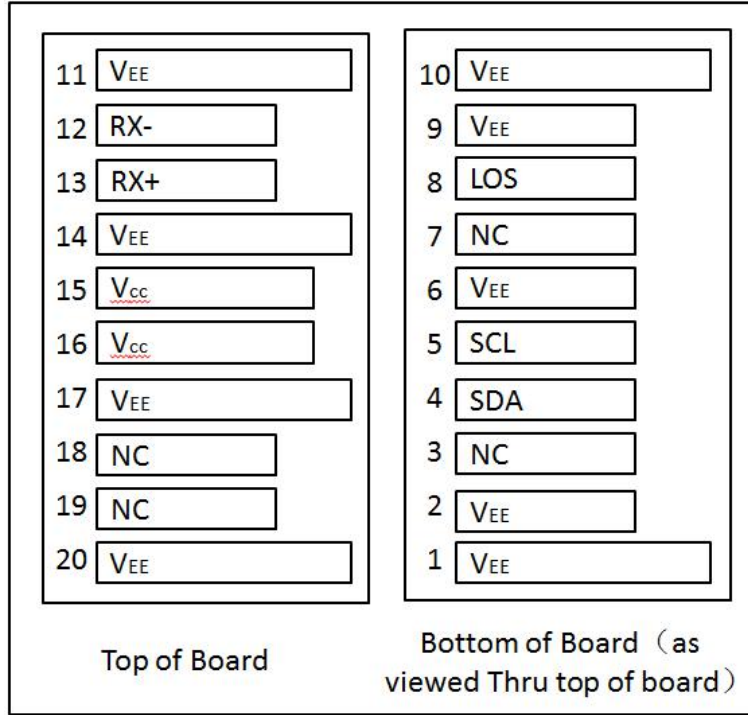 11 VEE
12 RX-
13 RX+
14 VEE
15 Vcc
16 Vcc
17 VEE
18 NC
19 NC
20 VEE
Top of Board
10 VEE
9 VEE
8 LOS
7 NC
6 VEE
5 SCL
4 SDA
3 NC
2 VEE
1 VEE
Bottom of Board（as
viewed Thru top of board）